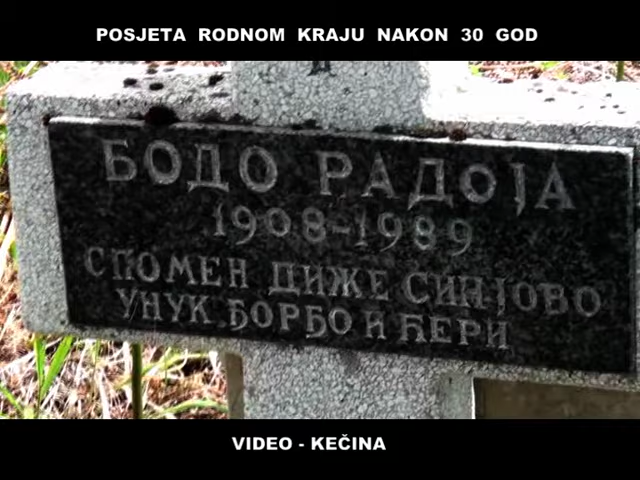 POSJETA RODNOM KRAJU NAKON 30 GOD
БОДО РАДОЈА
1908-1989
СПОМЕН ДИЖЕ СИН ЈОВО
УНУК ЂОРЂО И ЋЕРИ
VIDEO - KEČINA